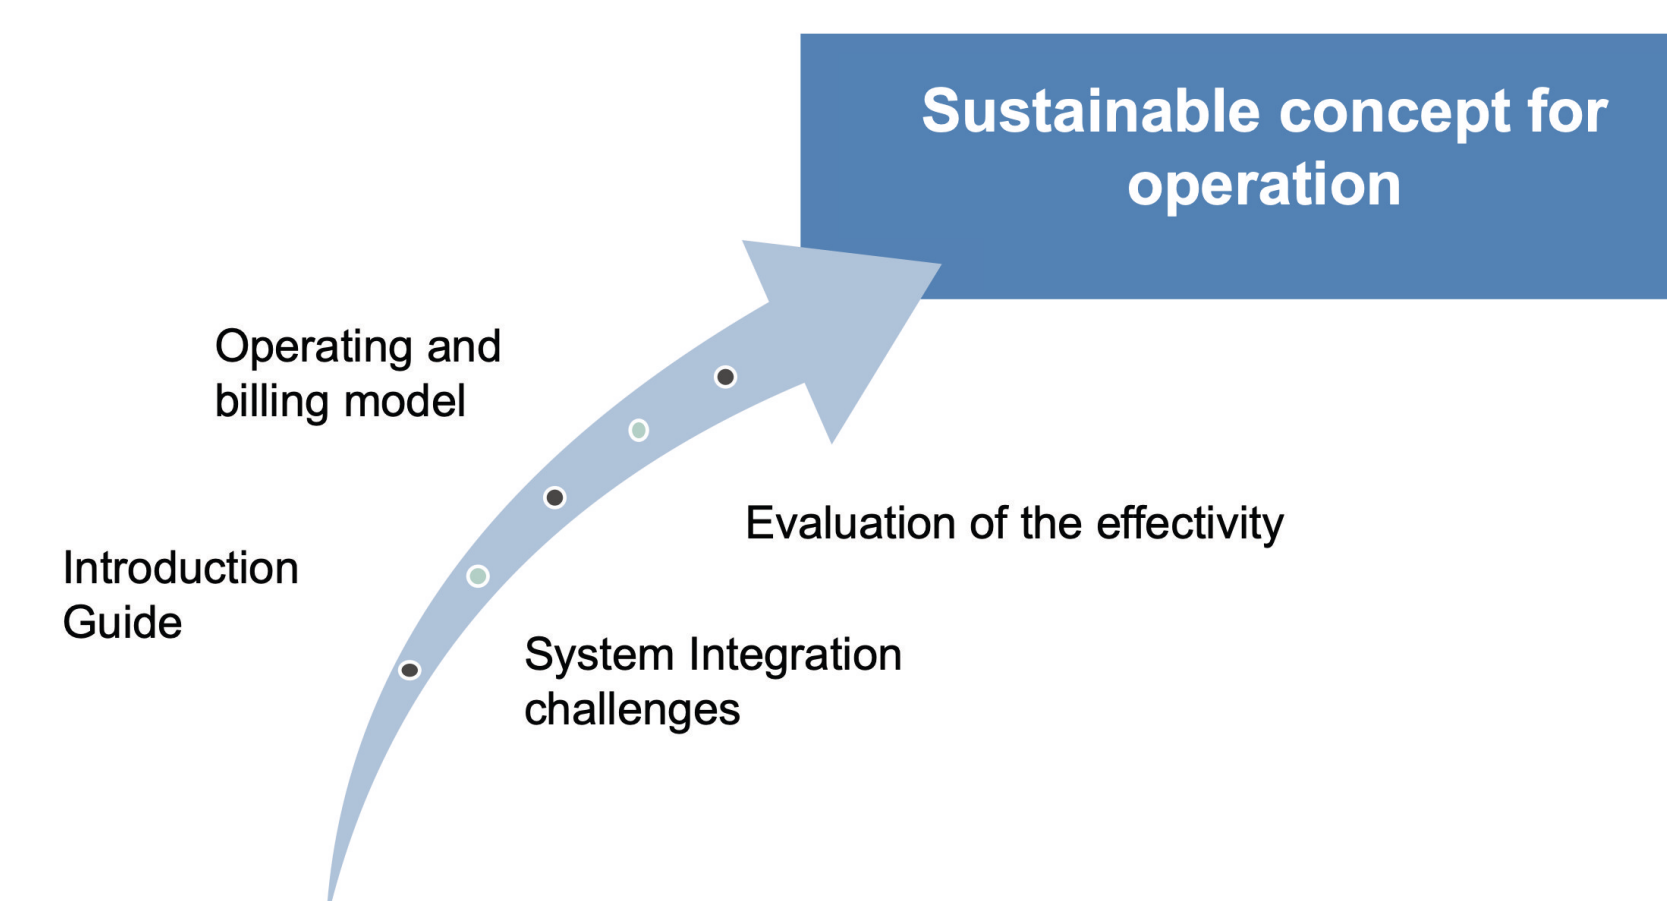 Sustainable concept for
operation
Operating and
billing model
Evaluation of the effectivity
Introduction
Guide
System Integration
challenges